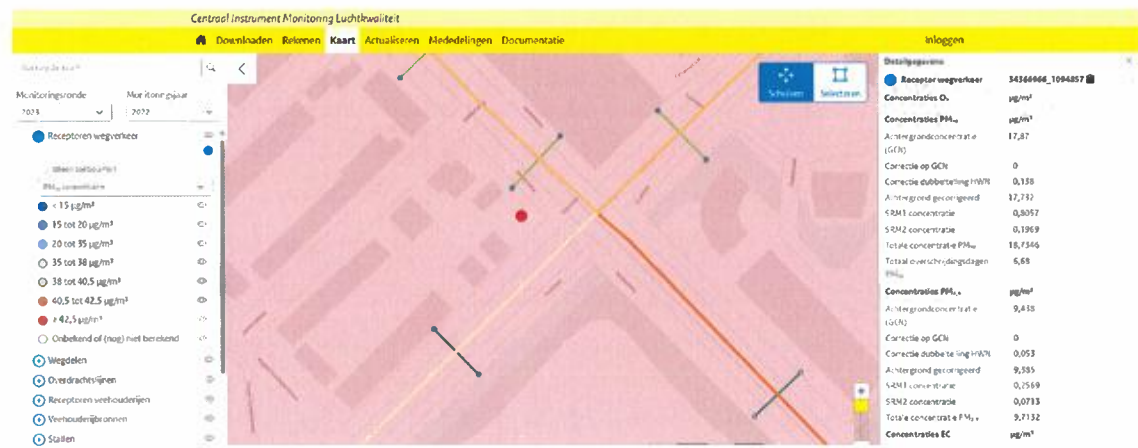 Centraal Instrument Monitoring Luchtkwaliteit
Downloaden Rekenen Kaart Actualiseren Mededelingen Documentatie Inloggen
Monitoringsronde Monitoringsjaar
2023 2022
Receptoren wegverkeer
< 15 µg/m³
15 tot 20 µg/m³
20 tot 35 µg/m³
35 tot 38 µg/m³
38 tot 40,5 µg/m³
40,5 tot 42,5 µg/m³
> 42,5 µg/m³
Onbekend of (nog) niet berekend
Wegdelen
Overdrachtslijnen
Receptoren veehouderijen
Veehouderijbronnen
Stallen
Schuiven Selecteren
Detailgegevens
Receptor wegverkeer
Concentraties O₃ µg/m³
Concentraties PM₁₀ µg/m³
Achtergrondconcentratie 17,87
(GCN)
Correctie op GCN 0
Correctie dubbeltelling HWN 0,138
Achtergrond gecorrigeerd 17,732
SRM1 concentratie 0,8057
SRM2 concentratie 0,1969
Totale concentratie PM₁₀ 18,7346
Totaal overschrijdingsdagen 6,68
PM₁₀
Concentraties PM₂,₅ µg/m³
Achtergrondconcentratie 9,438
(GCN)
Correctie op GCN 0
Correctie dubbeltelling HWN 0,053
Achtergrond gecorrigeerd 9,385
SRM1 concentratie 0,2569
SRM2 concentratie 0,0713
Totale concentratie PM₂,₅ 9,7132
Concentraties EC µg/m³